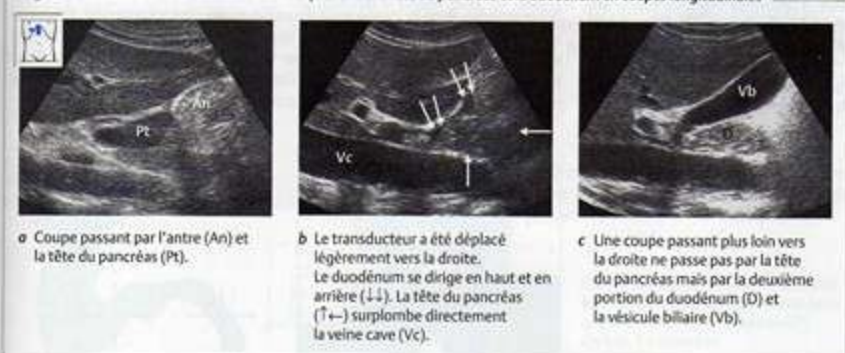 An
Pt
Vc
Vb
D
a Coupe passant par l'antre (An) et
la tête du pancréas (Pt).
b Le transducteur a été déplacé
légèrement vers la droite.
Le duodénum se dirige en haut et en
arrière (↓↓). La tête du pancréas
(↑←) surplombe directement
la veine cave (Vc).
c Une coupe passant plus loin vers
la droite ne passe pas par la tête
du pancréas mais par la deuxième
portion du duodénum (D) et
la vésicule biliaire (Vb).